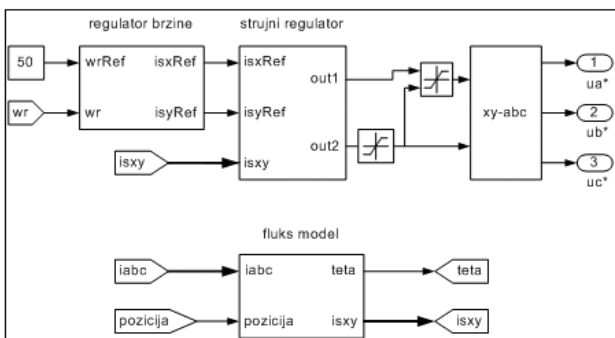 regulator brzine
strujni regulator
50
wrRef
isxRef
isxRef
out1
1
ua*
wr
wr
isyRef
isyRef
xy-abc
2
ub*
isxy
isxy
out2
3
uc*
fluks model
iabc
iabc
teta
teta
pozicija
pozicija
isxy
isxy